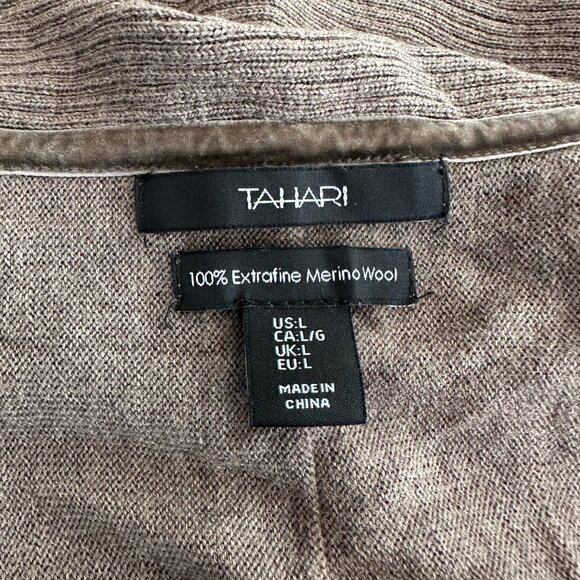 TAHARI
100% Extrafine Merino Wool
US:L
CA:L/G
UK:L
EU:L
MADE IN
CHINA